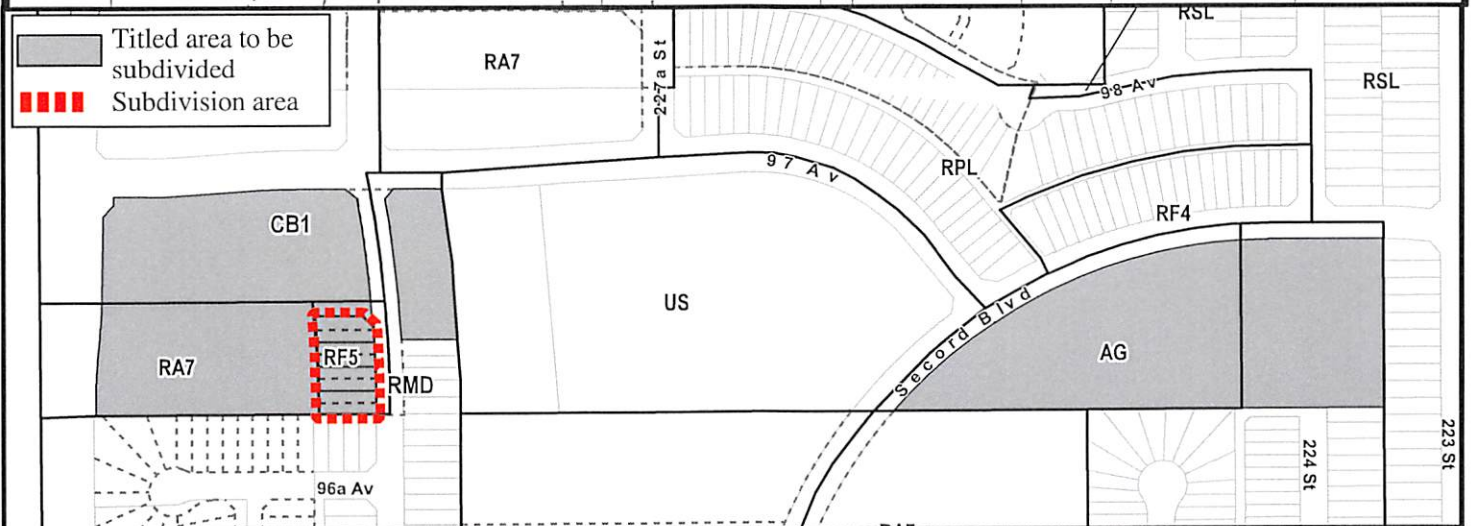 Titled area to be
subdivided
Subdivision area
RA7
227a St
RSL
98 Av
RSL
97 Av
RPL
RF4
CB1
US
Secord Blvd
AG
RA7
RF5
RMD
96a Av
224 St
223 St